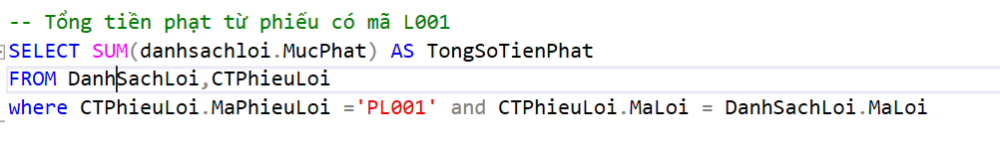 -- Tổng tiền phạt từ phiếu có mã L001
SELECT SUM(danhsachloi.MucPhat) AS TongSoTienPhat
FROM DanhSachLoi,CTPhieuLoi
where CTPhieuLoi.MaPhieuLoi ='PL001' and CTPhieuLoi.MaLoi = DanhSachLoi.MaLoi